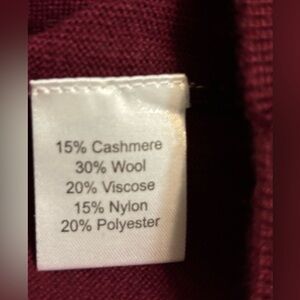 15% Cashmere
30% Wool
20% Viscose
15% Nylon
20% Polyester